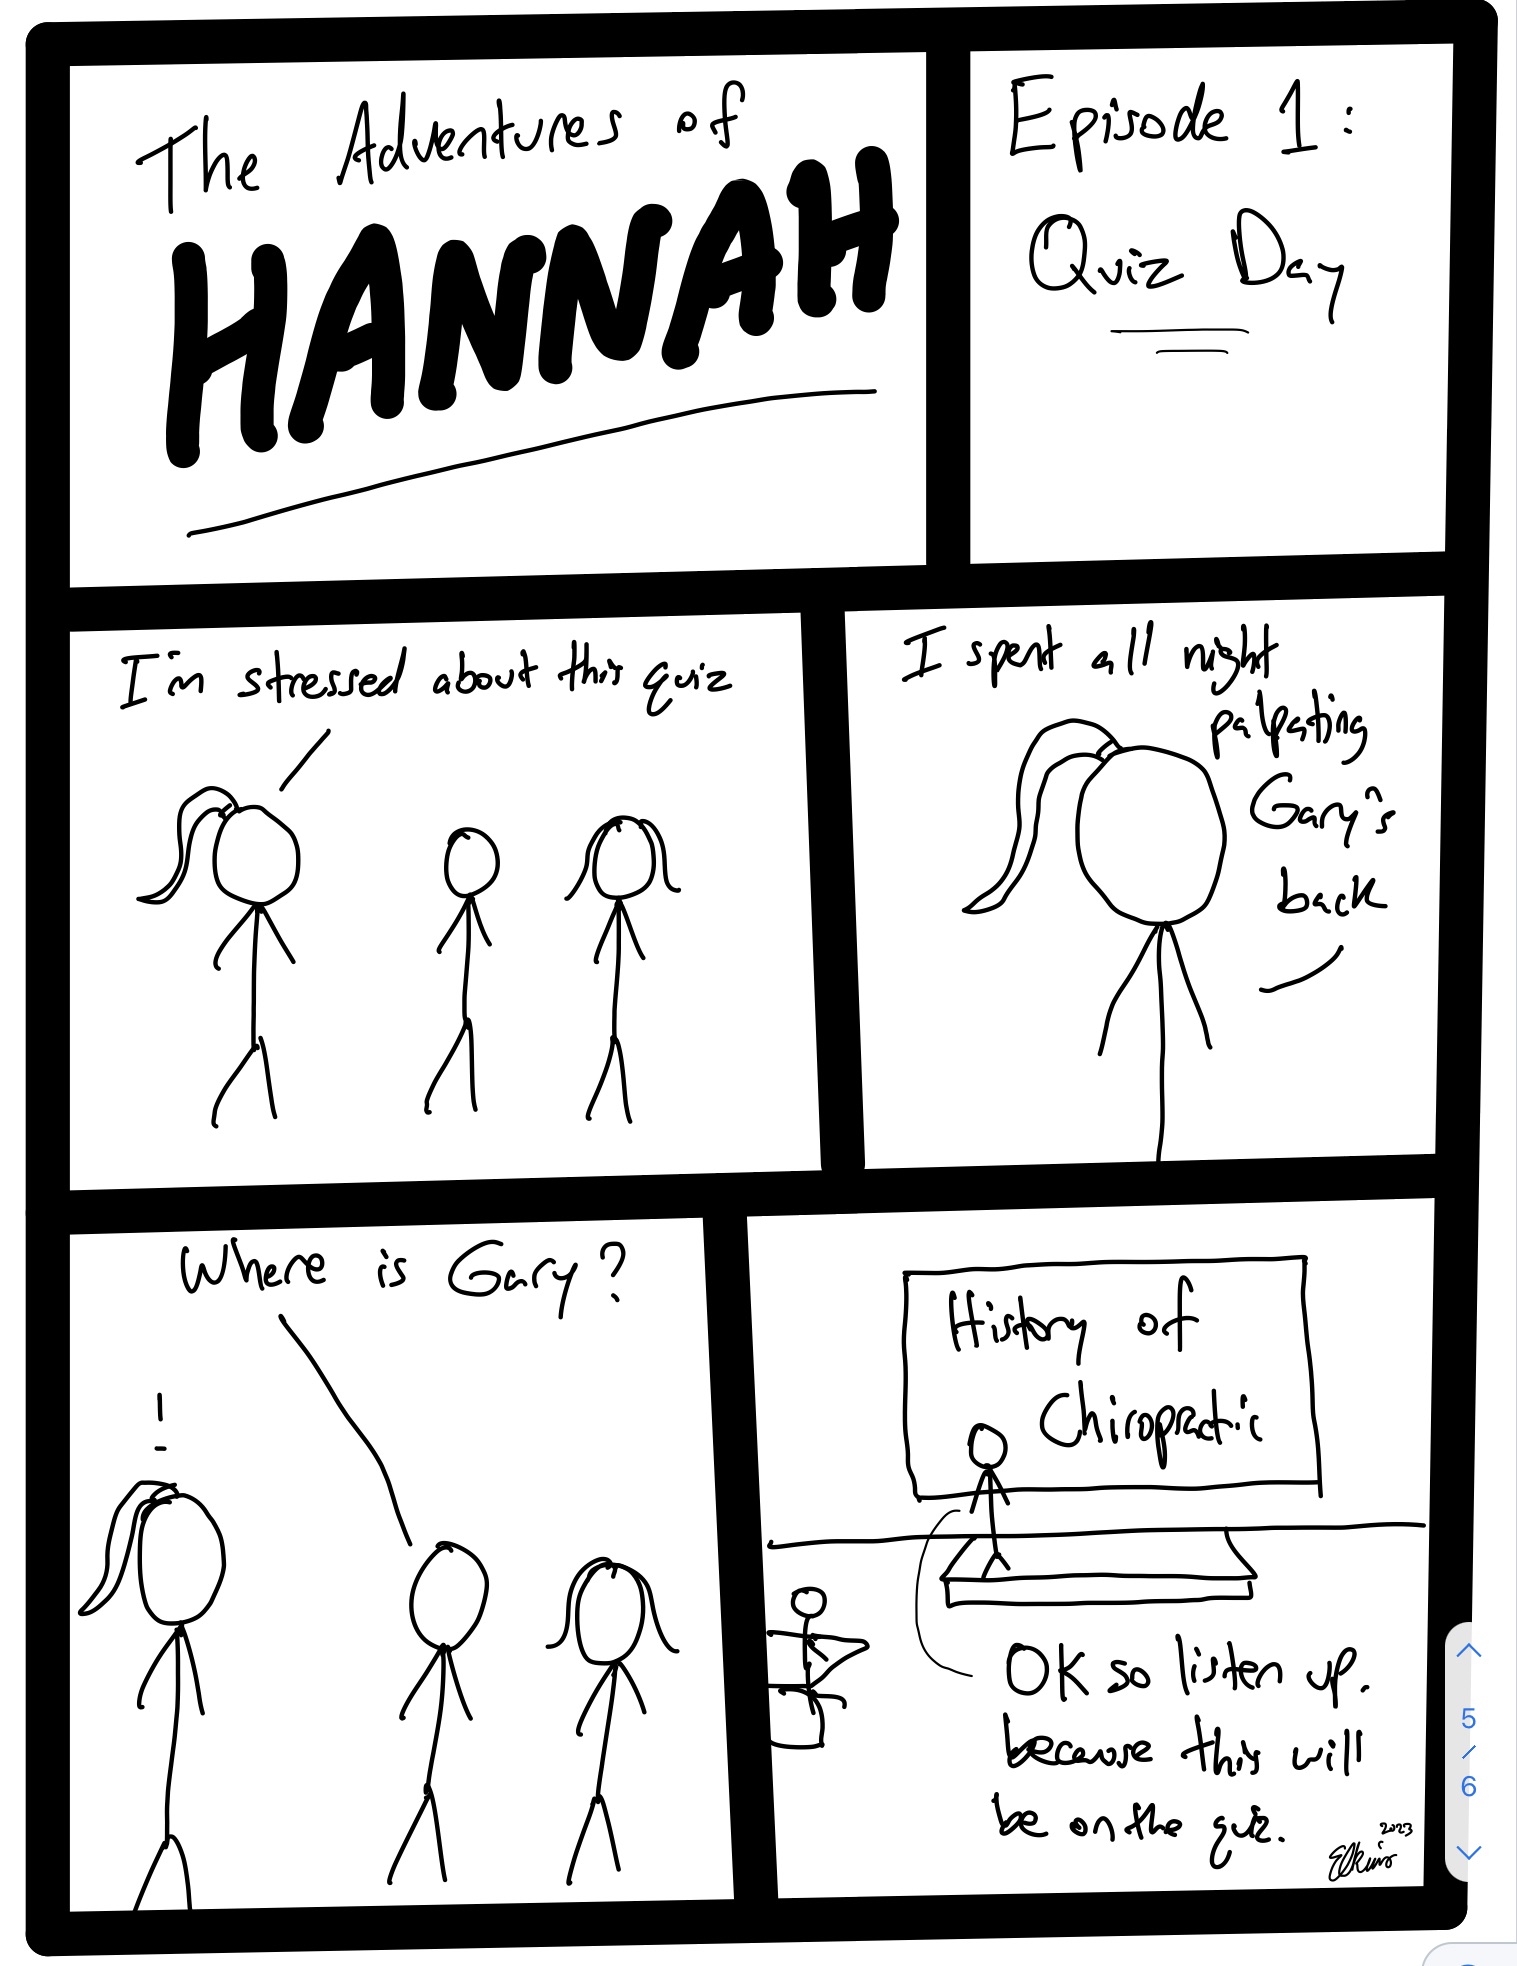 The Adventures of
HANNAH
Episode 1:
Quiz Day
I'm stressed about this quiz
I spent all night
palpating
Gary's
back
Where is Gary?
!
History of
Chiropractic
OK so listen up.
because this will
be on the quiz.
2023
Elkins
5
/
6